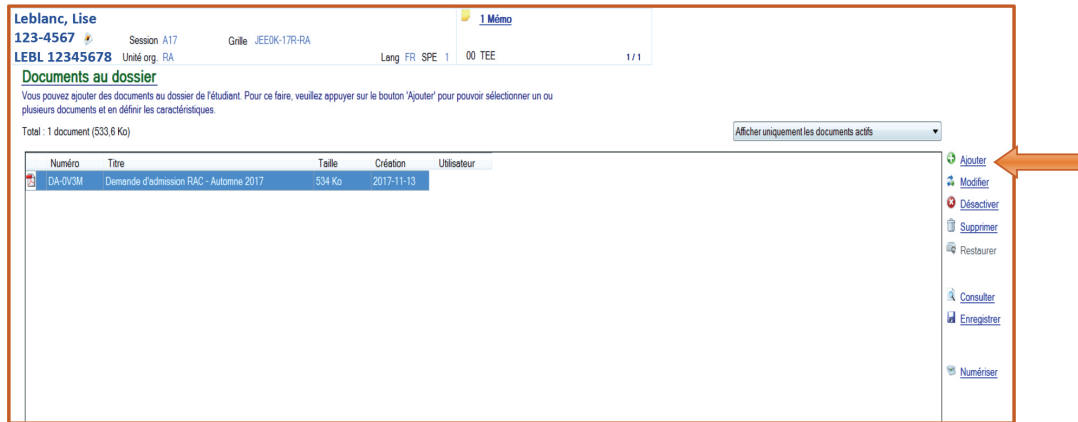 Leblanc, Lise
1 Mémo
123-4567 Session A17 Grille JEE0K-17R-RA
LEBL 12345678 Unité org. RA Lang FR SPE 1 00 TEE 1 / 1
Documents au dossier
Vous pouvez ajouter des documents au dossier de l'étudiant. Pour ce faire, veuillez appuyer sur le bouton 'Ajouter' pour pouvoir sélectionner un ou
plusieurs documents et en définir les caractéristiques.
Total : 1 document (533,6 Ko) Afficher uniquement les documents actifs
Numéro Titre Taille Création Utilisateur
DA-0V3M Demande d'admission RAC - Automne 2017 534 Ko 2017-11-13
Ajouter
Modifier
Désactiver
Supprimer
Restaurer
Consulter
Enregistrer
Numériser